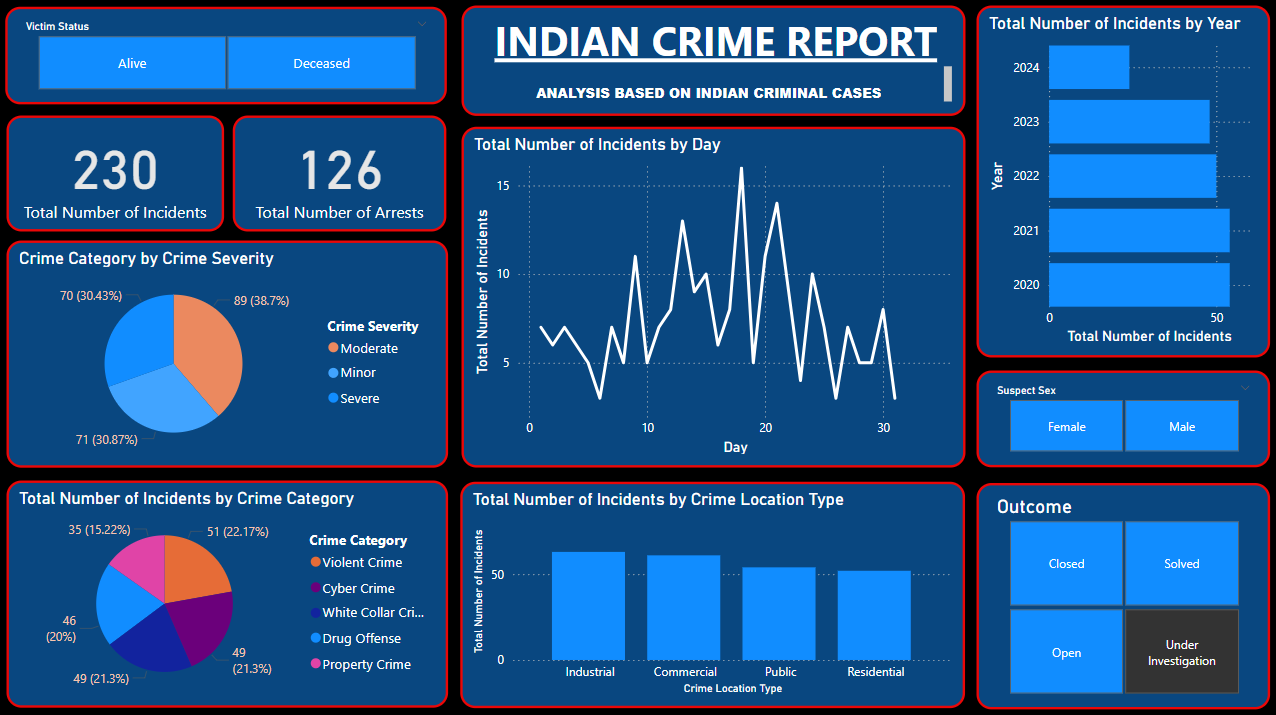 Victim Status
Alive
Deceased
INDIAN CRIME REPORT
ANALYSIS BASED ON INDIAN CRIMINAL CASES
230
Total Number of Incidents
126
Total Number of Arrests
Crime Category by Crime Severity
70 (30.43%)
89 (38.7%)
71 (30.87%)
Crime Severity
Moderate
Minor
Severe
Total Number of Incidents by Day
Total Number of Incidents
15
10
5
0
10
20
30
Day
Total Number of Incidents by Year
Year
2024
2023
2022
2021
2020
0
50
Total Number of Incidents
Suspect Sex
Female
Male
Total Number of Incidents by Crime Category
35 (15.22%)
51 (22.17%)
46
(20%)
49
(21.3%)
49 (21.3%)
Crime Category
Violent Crime
Cyber Crime
White Collar Cri...
Drug Offense
Property Crime
Total Number of Incidents by Crime Location Type
Total Number of Incidents
50
0
Industrial
Commercial
Public
Residential
Crime Location Type
Outcome
Closed
Solved
Open
Under
Investigation